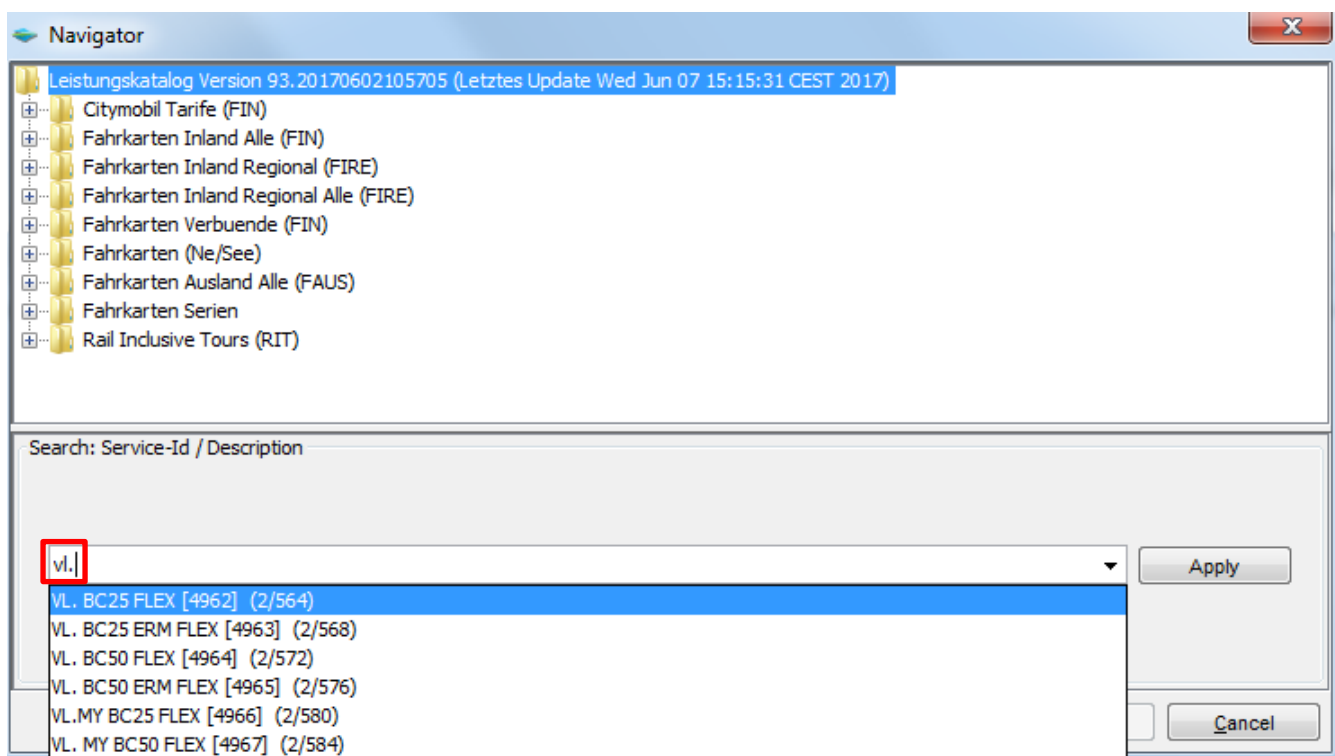 Navigator
Leistungskatalog Version 93.20170602105705 (Letztes Update Wed Jun 07 15:15:31 CEST 2017)
Citymobil Tarife (FIN)
Fahrkarten Inland Alle (FIN)
Fahrkarten Inland Regional (FIRE)
Fahrkarten Inland Regional Alle (FIRE)
Fahrkarten Verbuende (FIN)
Fahrkarten (Ne/See)
Fahrkarten Ausland Alle (FAUS)
Fahrkarten Serien
Rail Inclusive Tours (RIT)
Search: Service-Id / Description
vl.
Apply
VL. BC25 FLEX [4962] (2/564)
VL. BC25 ERM FLEX [4963] (2/568)
VL. BC50 FLEX [4964] (2/572)
VL. BC50 ERM FLEX [4965] (2/576)
VL.MY BC25 FLEX [4966] (2/580)
Cancel
VL. MY BC50 FLEX [4967] (2/584)